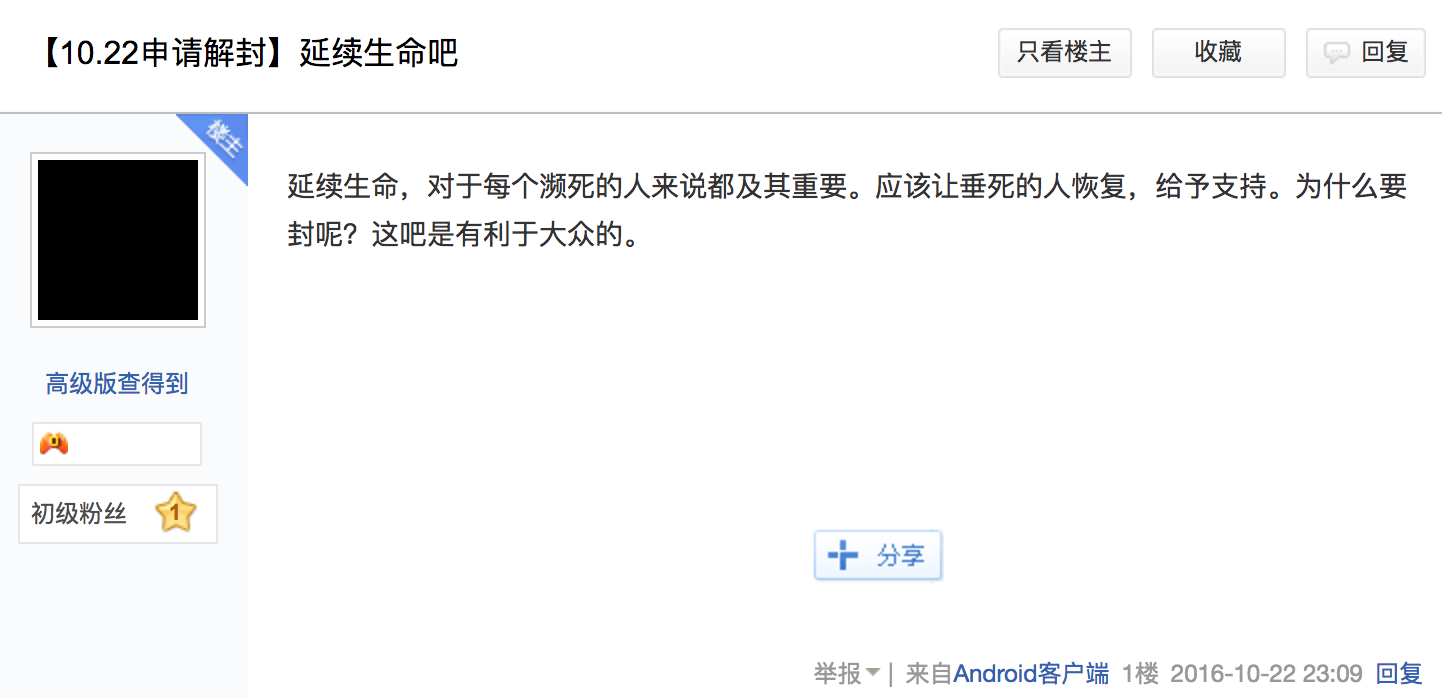 【10.22申请解封】延续生命吧
只看楼主
收藏
回复
楼主
延续生命，对于每个濒死的人来说都及其重要。应该让垂死的人恢复，给予支持。为什么要
封呢？这吧是有利于大众的。
高级版查得到
初级粉丝 1
分享
举报 | 来自Android客户端 1楼 2016-10-22 23:09 回复